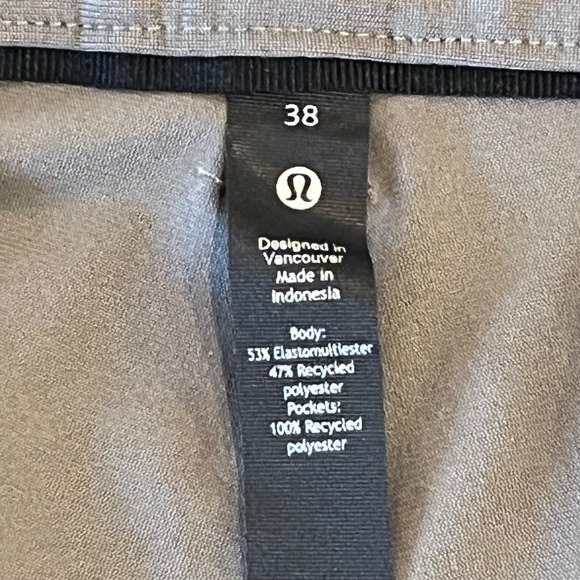 38
Designed in
Vancouver
Made in
Indonesia
Body:
53% Elastomultiester
47% Recycled
polyester
Pockets:
100% Recycled
polyester